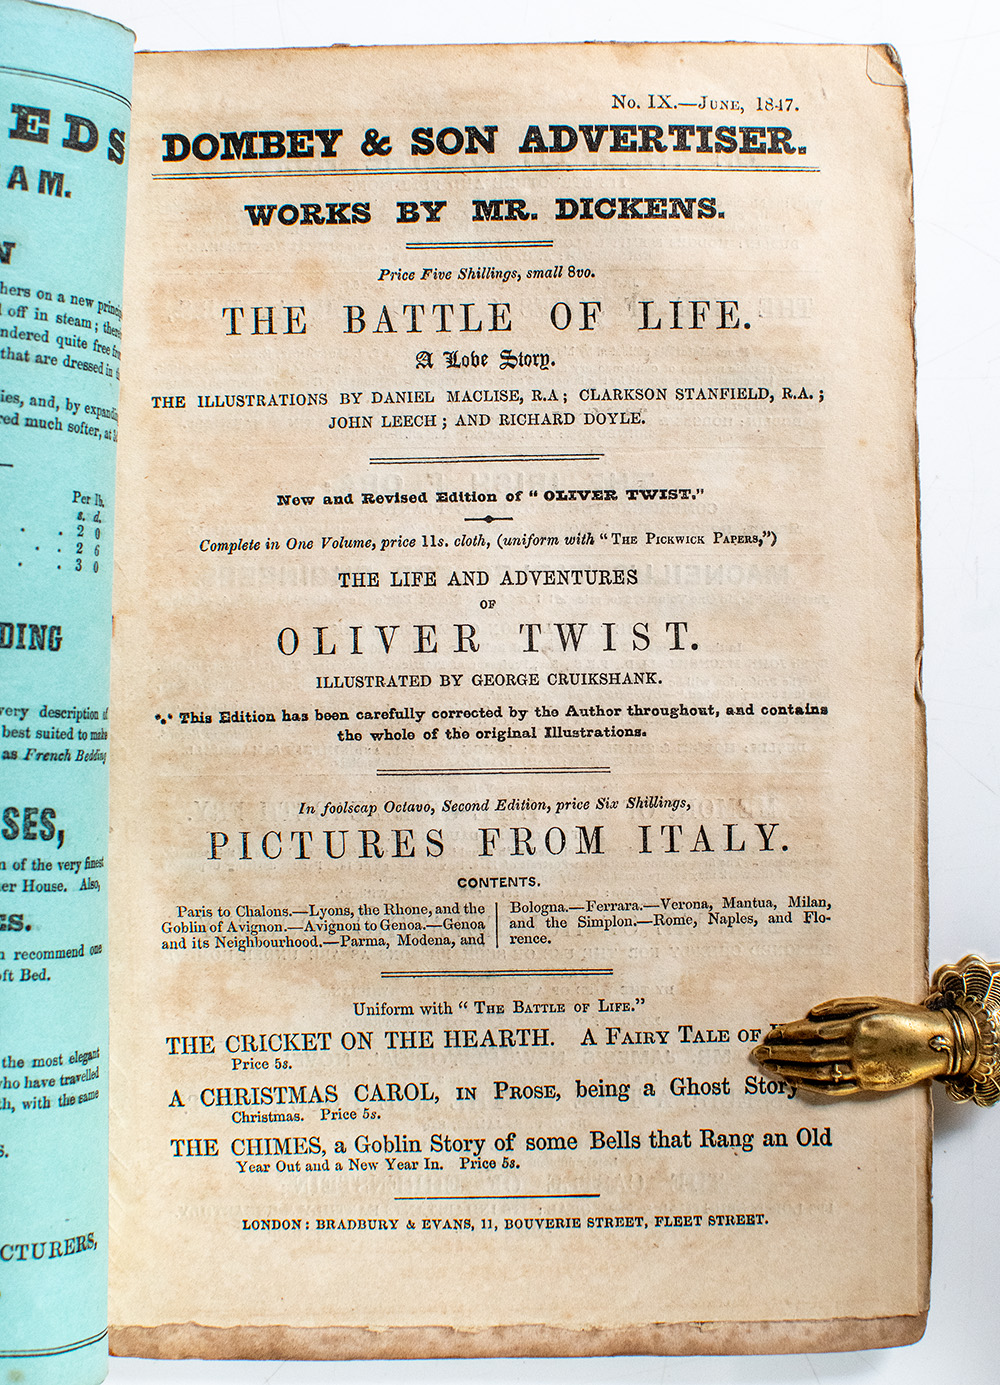 EDS
AM.
hers on a new princip
off in steam; there
ndered quite free from
that are dressed in
ies, and, by expandin
red much softer, at
Per lb.
s. d.
. 2 0
. . 2 6
. . 3 0
DING
very description of
best suited to make
as French Bedding
SES,
n of the very finest
er House. Also,
ES.
n recommend one
oft Bed.
the most elegant
who have travelled
th, with the same
S.
CTURERS,
No. IX.—June, 1847.
DOMBEY & SON ADVERTISER.
WORKS BY MR. DICKENS.
Price Five Shillings, small 8vo.
THE BATTLE OF LIFE.
A Love Story.
THE ILLUSTRATIONS BY DANIEL MACLISE, R.A; CLARKSON STANFIELD, R.A.;
JOHN LEECH; AND RICHARD DOYLE.
New and Revised Edition of “OLIVER TWIST.”
Complete in One Volume, price 11s. cloth, (uniform with “The Pickwick Papers,”)
THE LIFE AND ADVENTURES
OF
OLIVER TWIST.
ILLUSTRATED BY GEORGE CRUIKSHANK.
*⁎* This Edition has been carefully corrected by the Author throughout, and contains
the whole of the original Illustrations.
In foolscap Octavo, Second Edition, price Six Shillings,
PICTURES FROM ITALY.
CONTENTS.
Paris to Chalons.—Lyons, the Rhone, and the
Goblin of Avignon.—Avignon to Genoa.—Genoa
and its Neighbourhood.—Parma, Modena, and
Bologna.—Ferrara.—Verona, Mantua, Milan,
and the Simplon.—Rome, Naples, and Flo-
rence.
Uniform with “The Battle of Life.”
THE CRICKET ON THE HEARTH. A Fairy Tale of
Price 5s.
A CHRISTMAS CAROL, in Prose, being a Ghost Story
Christmas. Price 5s.
THE CHIMES, a Goblin Story of some Bells that Rang an Old
Year Out and a New Year In. Price 5s.
LONDON: BRADBURY & EVANS, 11, BOUVERIE STREET, FLEET STREET.